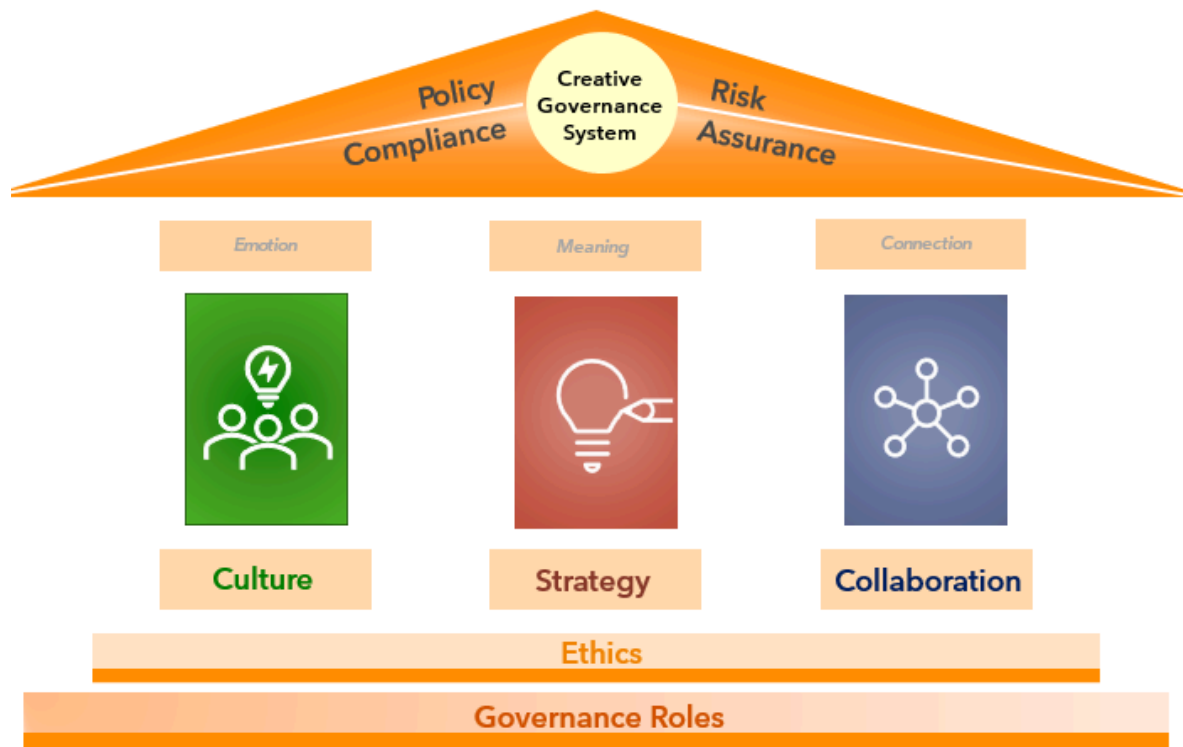 Creative
Governance
System
Policy
Compliance
Risk
Assurance
Emotion
Meaning
Connection
Culture
Strategy
Collaboration
Ethics
Governance Roles